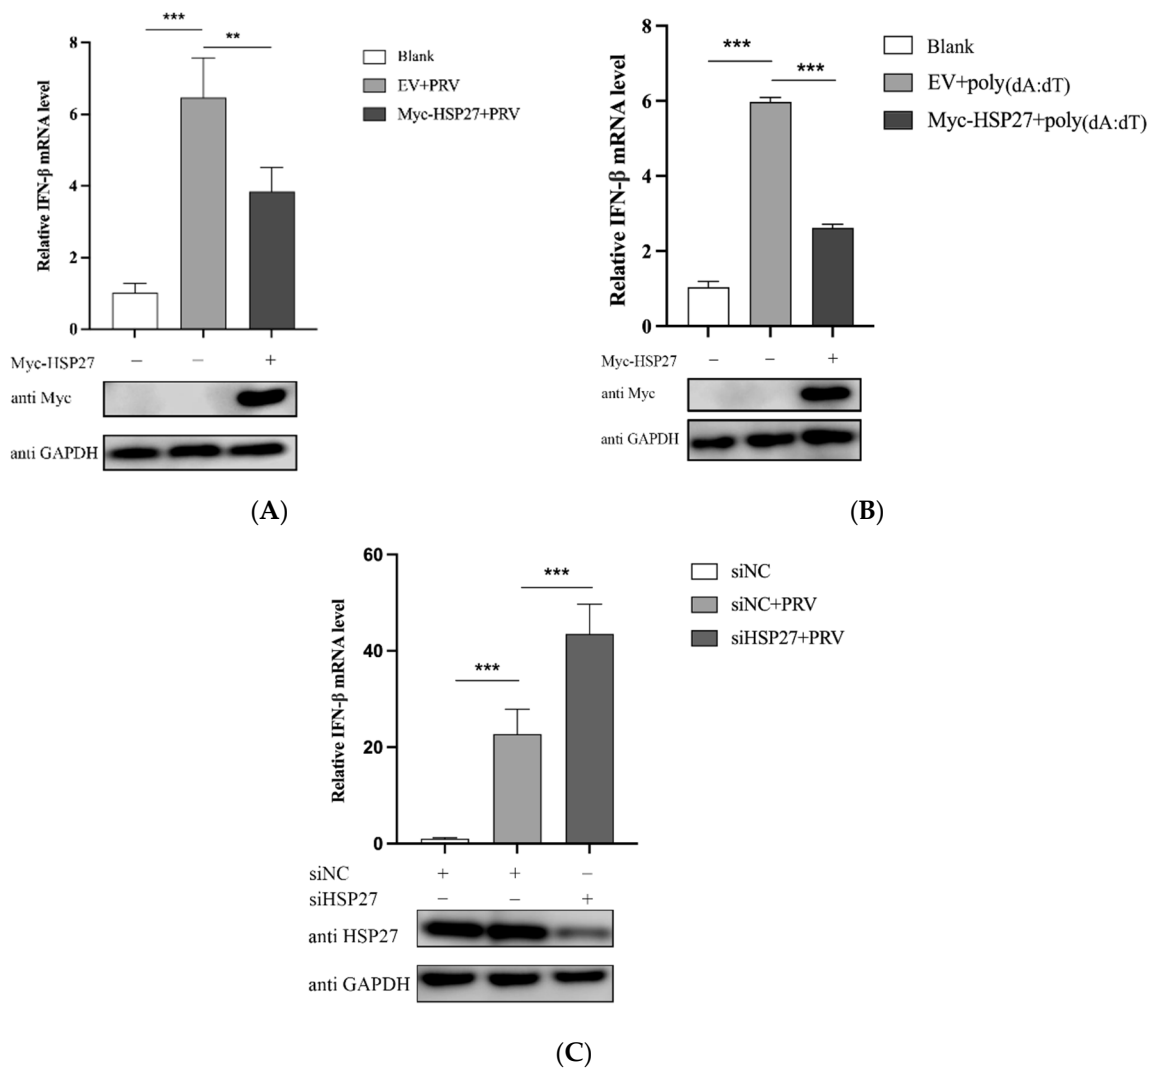 ***
**
8
6
4
2
0
Relative IFN-β mRNA level
Blank
EV+PRV
Myc-HSP27+PRV
Myc-HSP27 − − +
anti Myc
anti GAPDH
(A)
***
***
8
6
4
2
0
Relative IFN-β mRNA level
Blank
EV+poly(dA:dT)
Myc-HSP27+poly(dA:dT)
Myc-HSP27 − − +
anti Myc
anti GAPDH
(B)
***
***
60
40
20
0
Relative IFN-β mRNA level
siNC
siNC+PRV
siHSP27+PRV
siNC + + −
siHSP27 − − +
anti HSP27
anti GAPDH
(C)